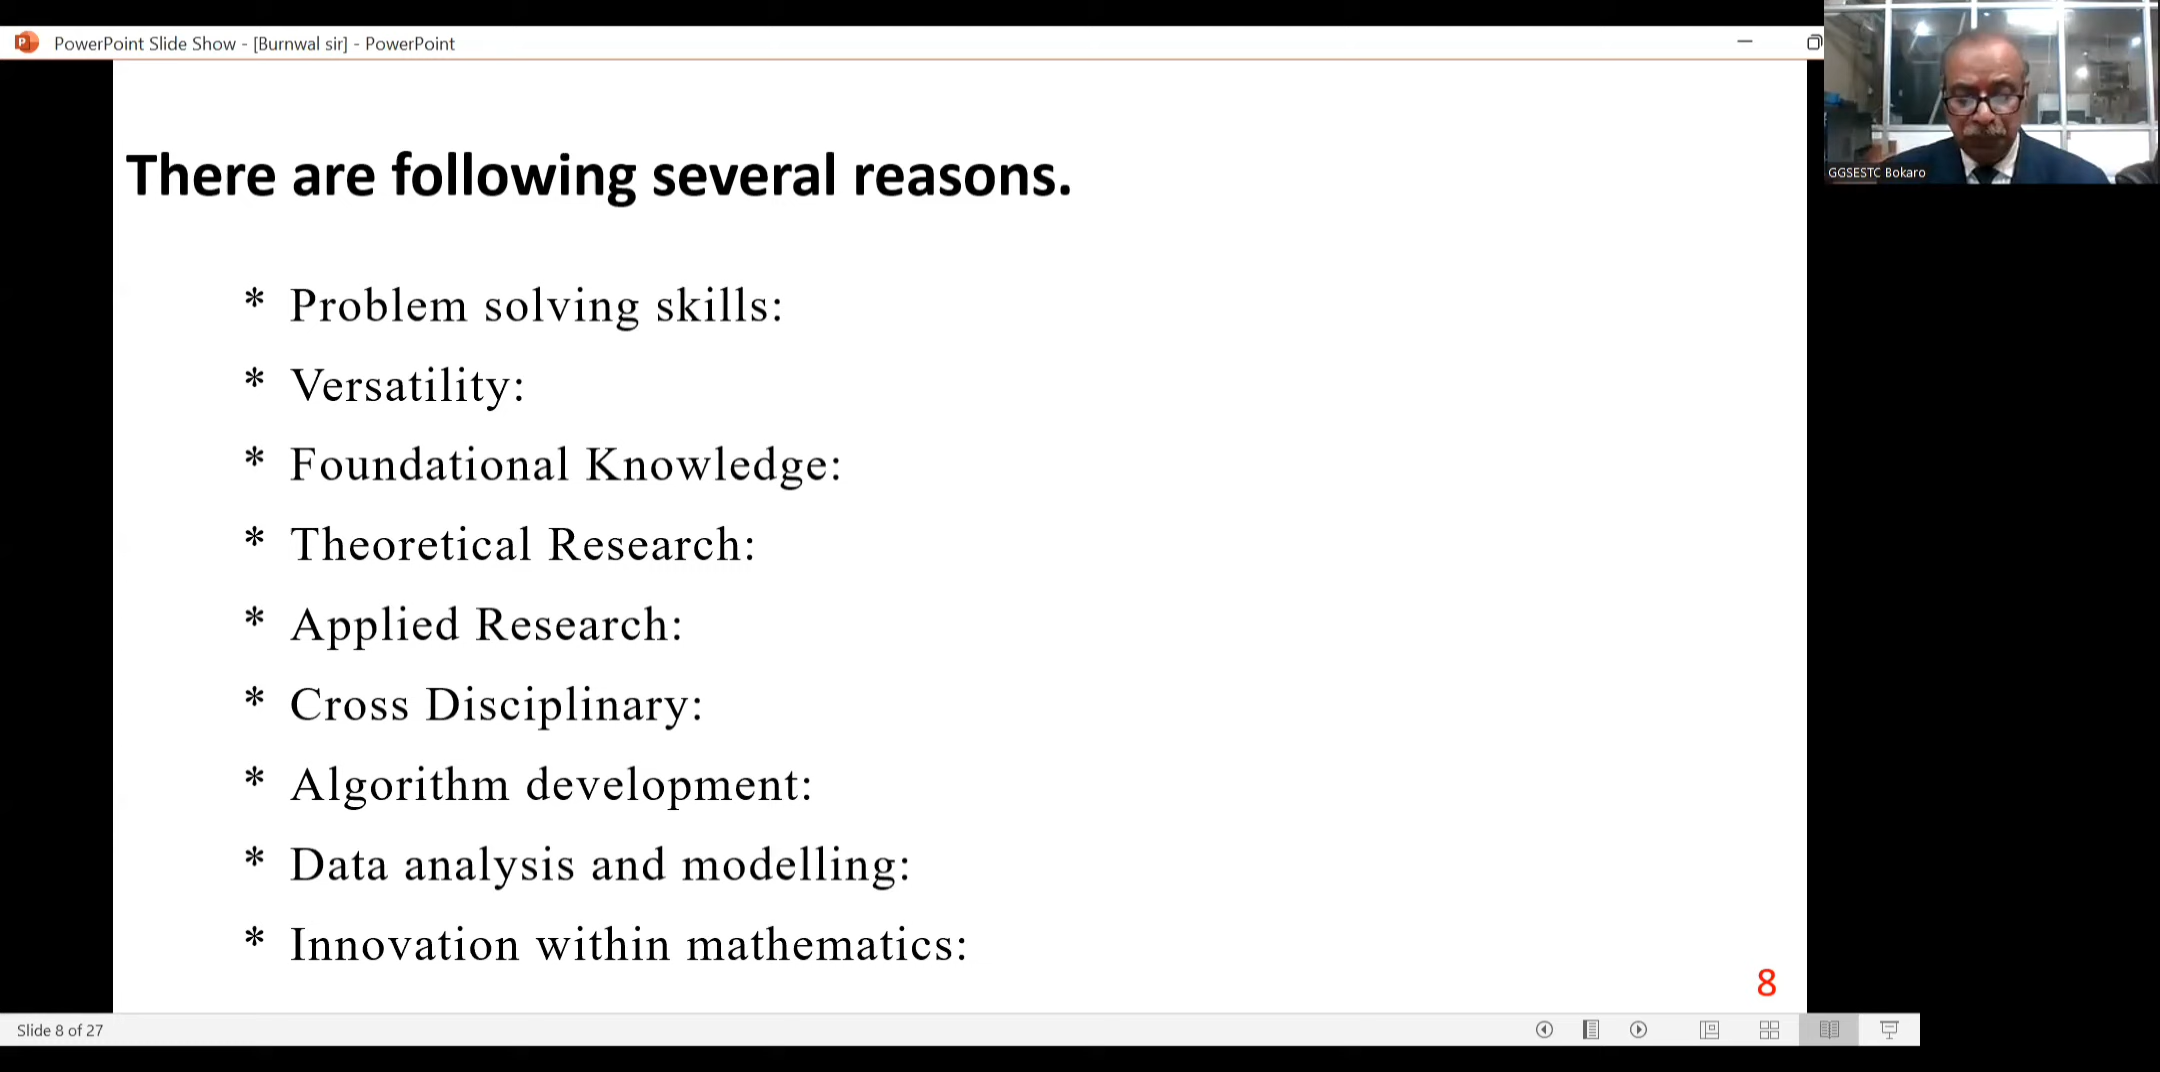 PowerPoint Slide Show - [Burnwal sir] - PowerPoint
GGSESTC Bokaro
There are following several reasons.
* Problem solving skills:
* Versatility:
* Foundational Knowledge:
* Theoretical Research:
* Applied Research:
* Cross Disciplinary:
* Algorithm development:
* Data analysis and modelling:
* Innovation within mathematics:
8
Slide 8 of 27